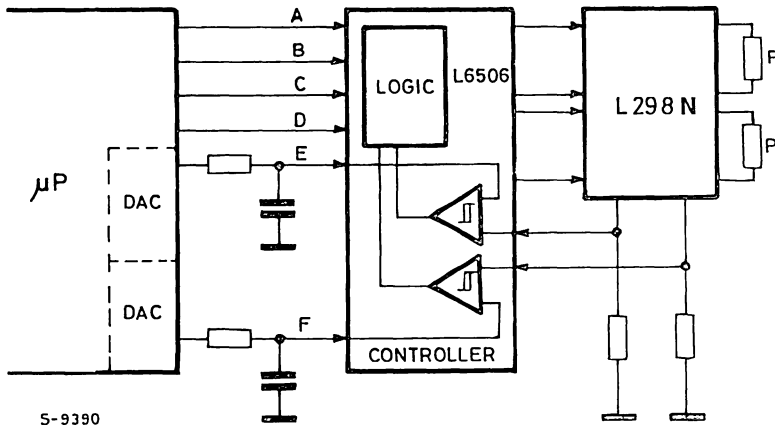 A
B
C
D
E
F
μP
DAC
DAC
LOGIC
L6506
CONTROLLER
L298N
P
P
S-9390